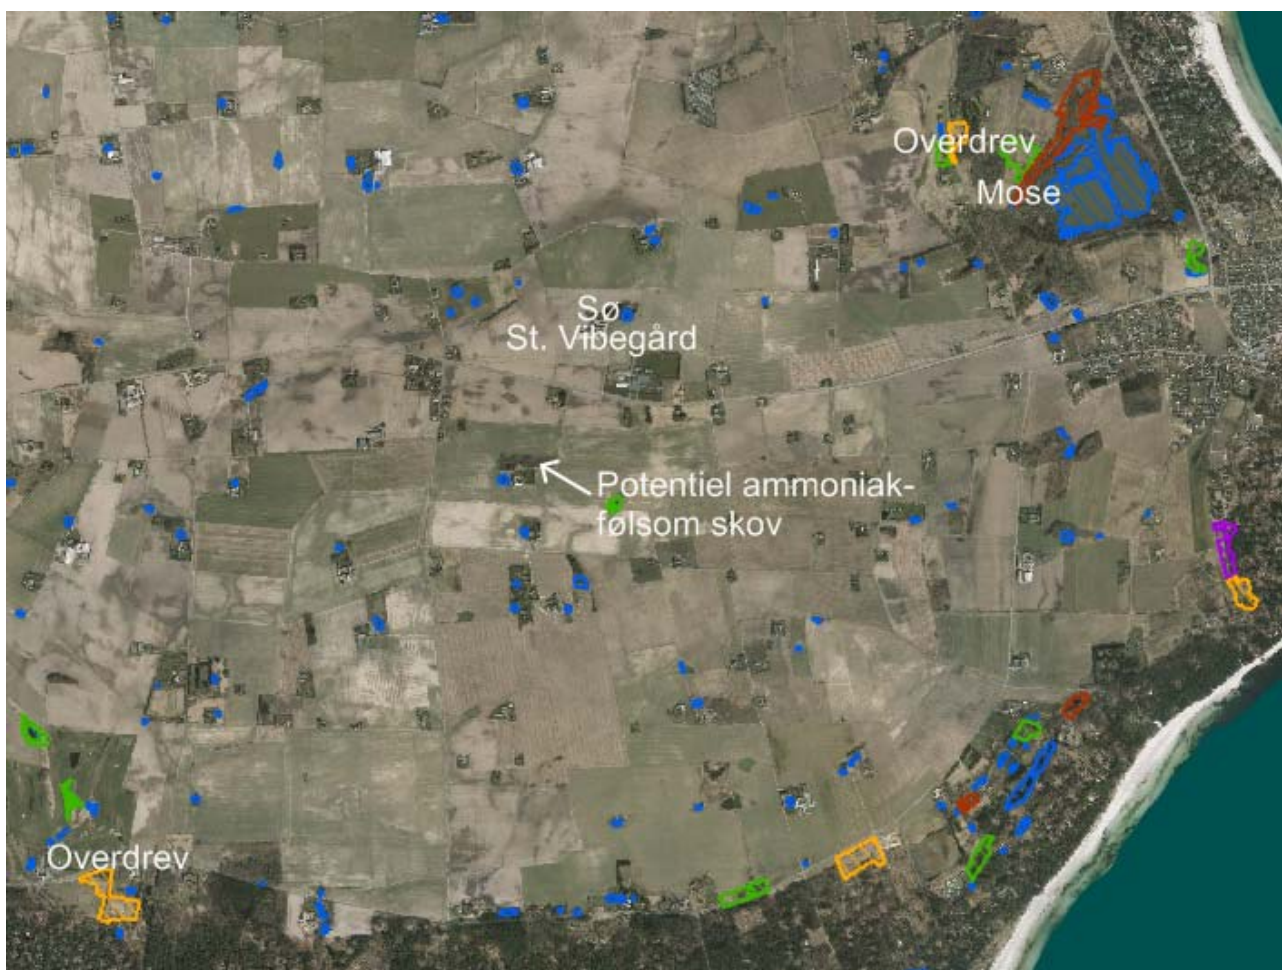 Overdrev
Mose
Sø
St. Vibegård
Potentiel ammoniak-
følsom skov
Overdrev